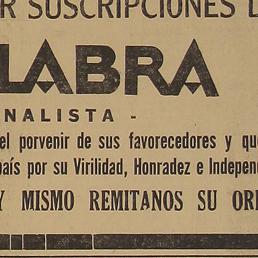 R SUSCRIPCIONES
LABRA
NALISTA -
el porvenir de sus favorecedores y qu
país por su Virilidad, Honradez e Indepen
Y MISMO REMITANOS SU OR